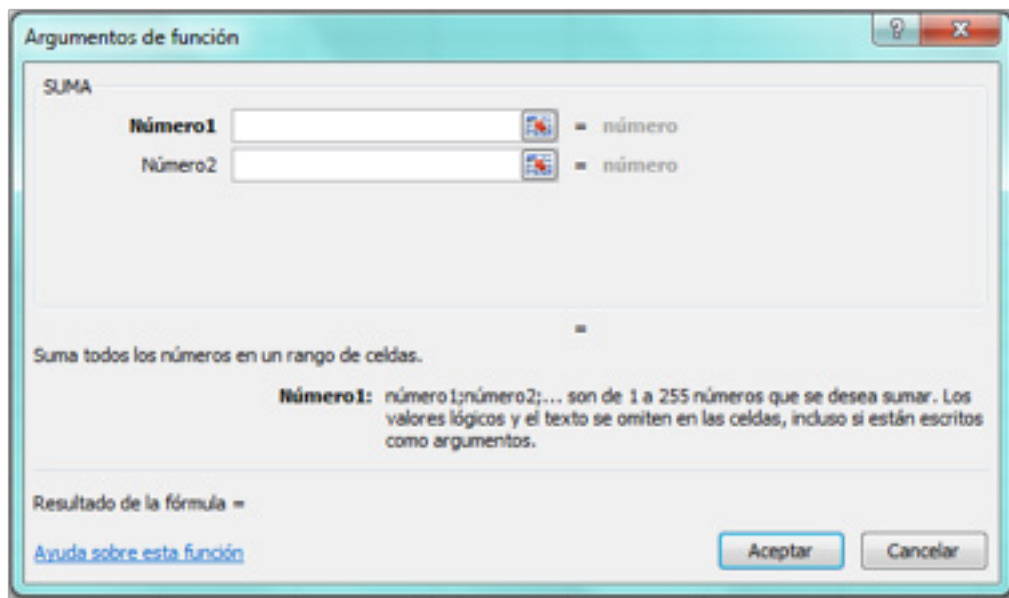 Argumentos de función
SUMA
Número1 = número
Número2 = número
=
Suma todos los números en un rango de celdas.
Número1: número1;número2;... son de 1 a 255 números que se desea sumar. Los
valores lógicos y el texto se omiten en las celdas, incluso si están escritos
como argumentos.
Resultado de la fórmula =
Ayuda sobre esta función
Aceptar
Cancelar